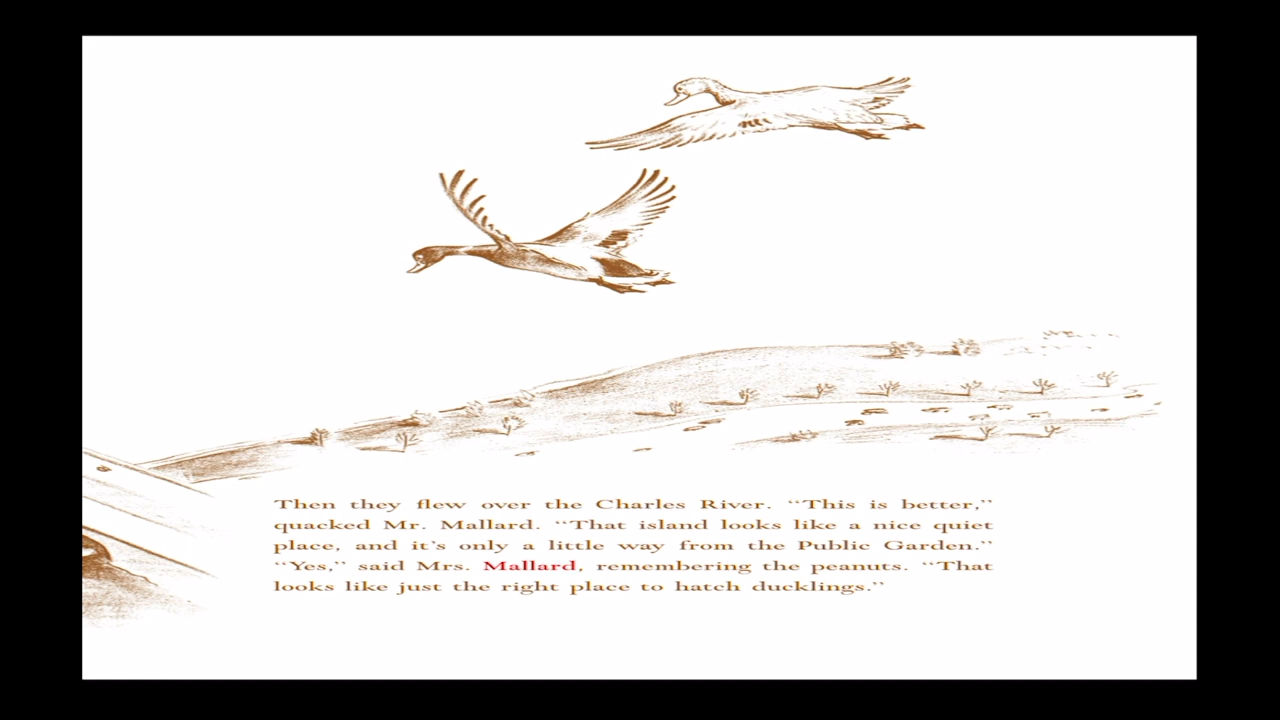 Then they flew over the Charles River. “This is better,”
quacked Mr. Mallard. “That island looks like a nice quiet
place, and it’s only a little way from the Public Garden.”
“Yes,” said Mrs. Mallard, remembering the peanuts. “That
looks like just the right place to hatch ducklings.”